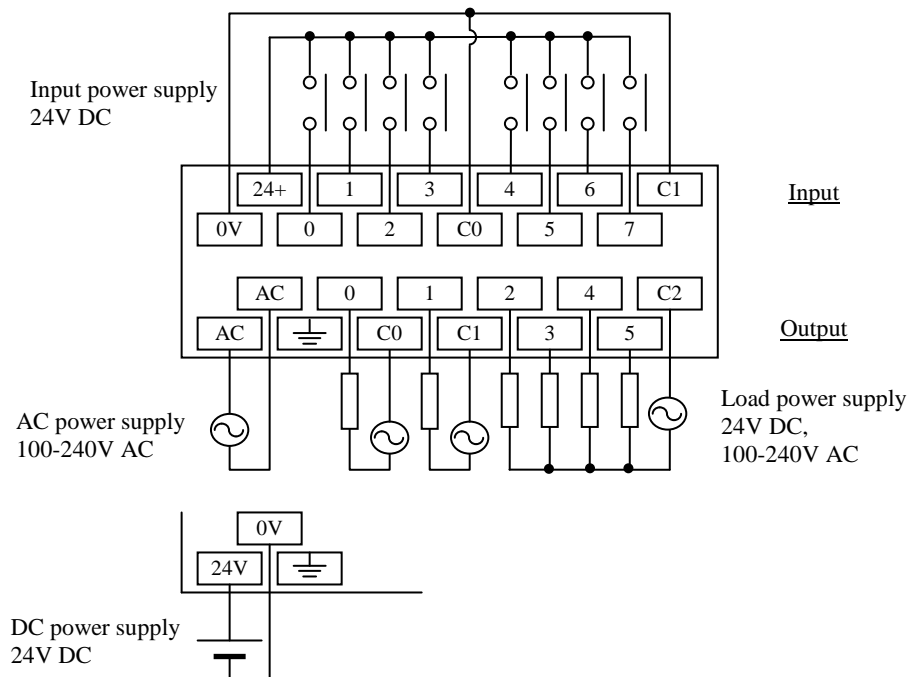 Input power supply
24V DC
24+ 1 3 4 6 C1
Input
0V 0 2 C0 5 7
AC 0 1 2 4 C2
AC C0 C1 3 5
Output
AC power supply
100-240V AC
Load power supply
24V DC,
100-240V AC
0V
24V
DC power supply
24V DC